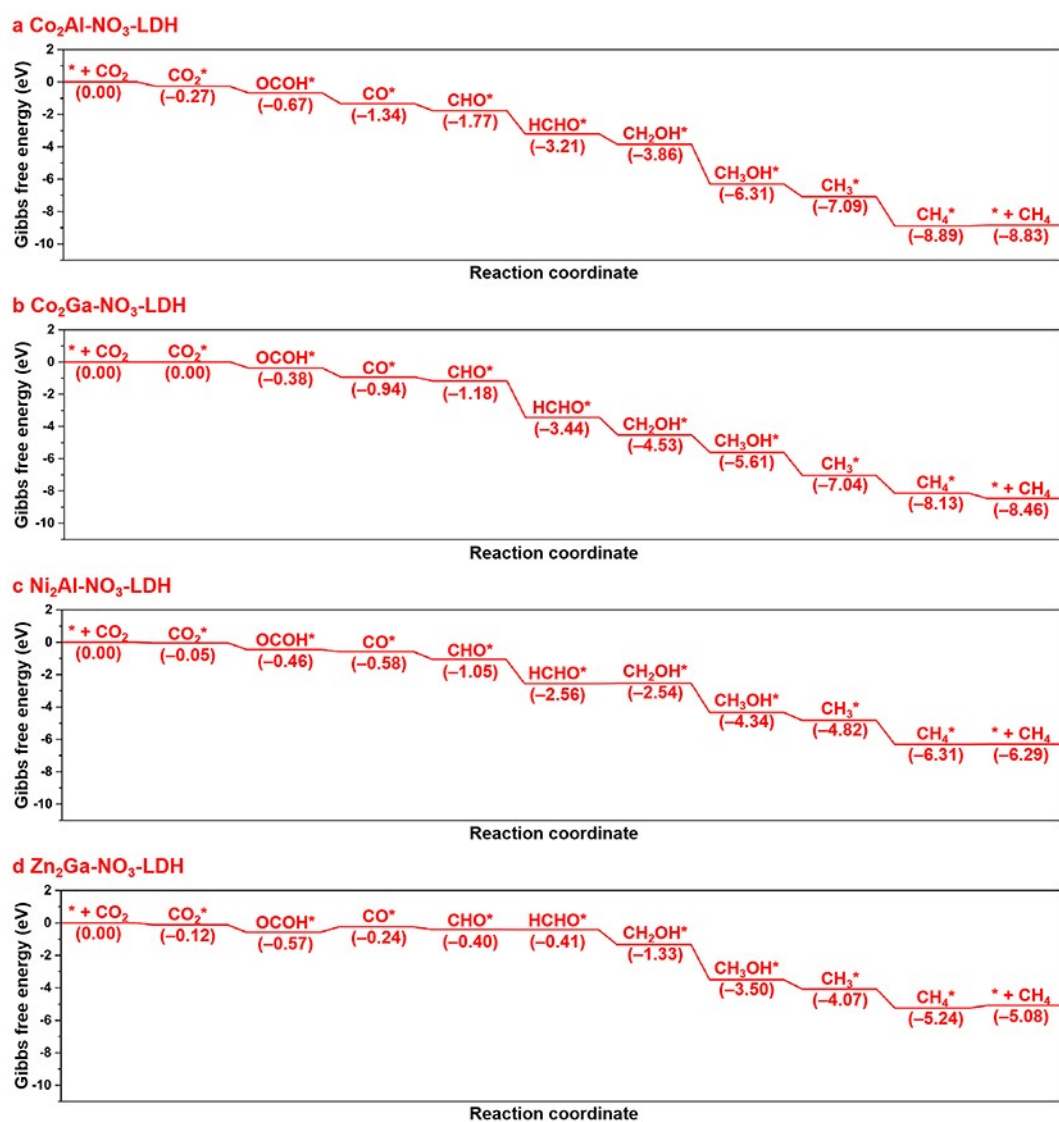 a Co₂Al-NO₃-LDH
Gibbs free energy (eV)
2
0
-2
-4
-6
-8
-10
* + CO₂ CO₂* OCOH* CO* CHO* HCHO* CH₂OH* CH₃OH* CH₃* CH₄* * + CH₄
(0.00) (–0.27) (–0.67) (–1.34) (–1.77) (–3.21) (–3.86) (–6.31) (–7.09) (–8.89) (–8.83)
Reaction coordinate
b Co₂Ga-NO₃-LDH
Gibbs free energy (eV)
2
0
-2
-4
-6
-8
-10
* + CO₂ CO₂* OCOH* CO* CHO* HCHO* CH₂OH* CH₃OH* CH₃* CH₄* * + CH₄
(0.00) (0.00) (–0.38) (–0.94) (–1.18) (–3.44) (–4.53) (–5.61) (–7.04) (–8.13) (–8.46)
Reaction coordinate
c Ni₂Al-NO₃-LDH
Gibbs free energy (eV)
2
0
-2
-4
-6
-8
-10
* + CO₂ CO₂* OCOH* CO* CHO* HCHO* CH₂OH* CH₃OH* CH₃* CH₄* * + CH₄
(0.00) (–0.05) (–0.46) (–0.58) (–1.05) (–2.56) (–2.54) (–4.34) (–4.82) (–6.31) (–6.29)
Reaction coordinate
d Zn₂Ga-NO₃-LDH
Gibbs free energy (eV)
2
0
-2
-4
-6
-8
-10
* + CO₂ CO₂* OCOH* CO* CHO* HCHO* CH₂OH* CH₃OH* CH₃* CH₄* * + CH₄
(0.00) (–0.12) (–0.57) (–0.24) (–0.40) (–0.41) (–1.33) (–3.50) (–4.07) (–5.24) (–5.08)
Reaction coordinate